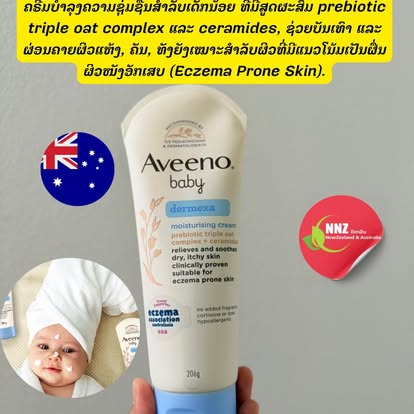 ຄຣີມບຳລຸງຄວາມຊຸ່ມຊື້ນສຳລັບເດັກນ້ອຍ ທີ່ມີສູດຜະສົມ prebiotic
triple oat complex ແລະ ceramides, ຊ່ວຍບັນເທົາ ແລະ
ຜ່ອນຄາຍຜິວແຫ້ງ, ຄັນ, ທັງຍັງເໝາະສຳລັບຜິວທີ່ມີແນວໂນ້ມເປັນຜື່ນ
ຜິວໜັງອັກເສບ (Eczema Prone Skin).
RECOMMENDED BY
Aveeno®
baby
dermexa
moisturising cream
prebiotic triple oat
complex + ceramides
relieves and soothes
dry, itchy skin
clinically proven
suitable for
eczema prone skin
eczema
association
australasia
no added fragrance
hypoallergenic
206g
NNZ
NewZealand & Australia
Aveeno
baby